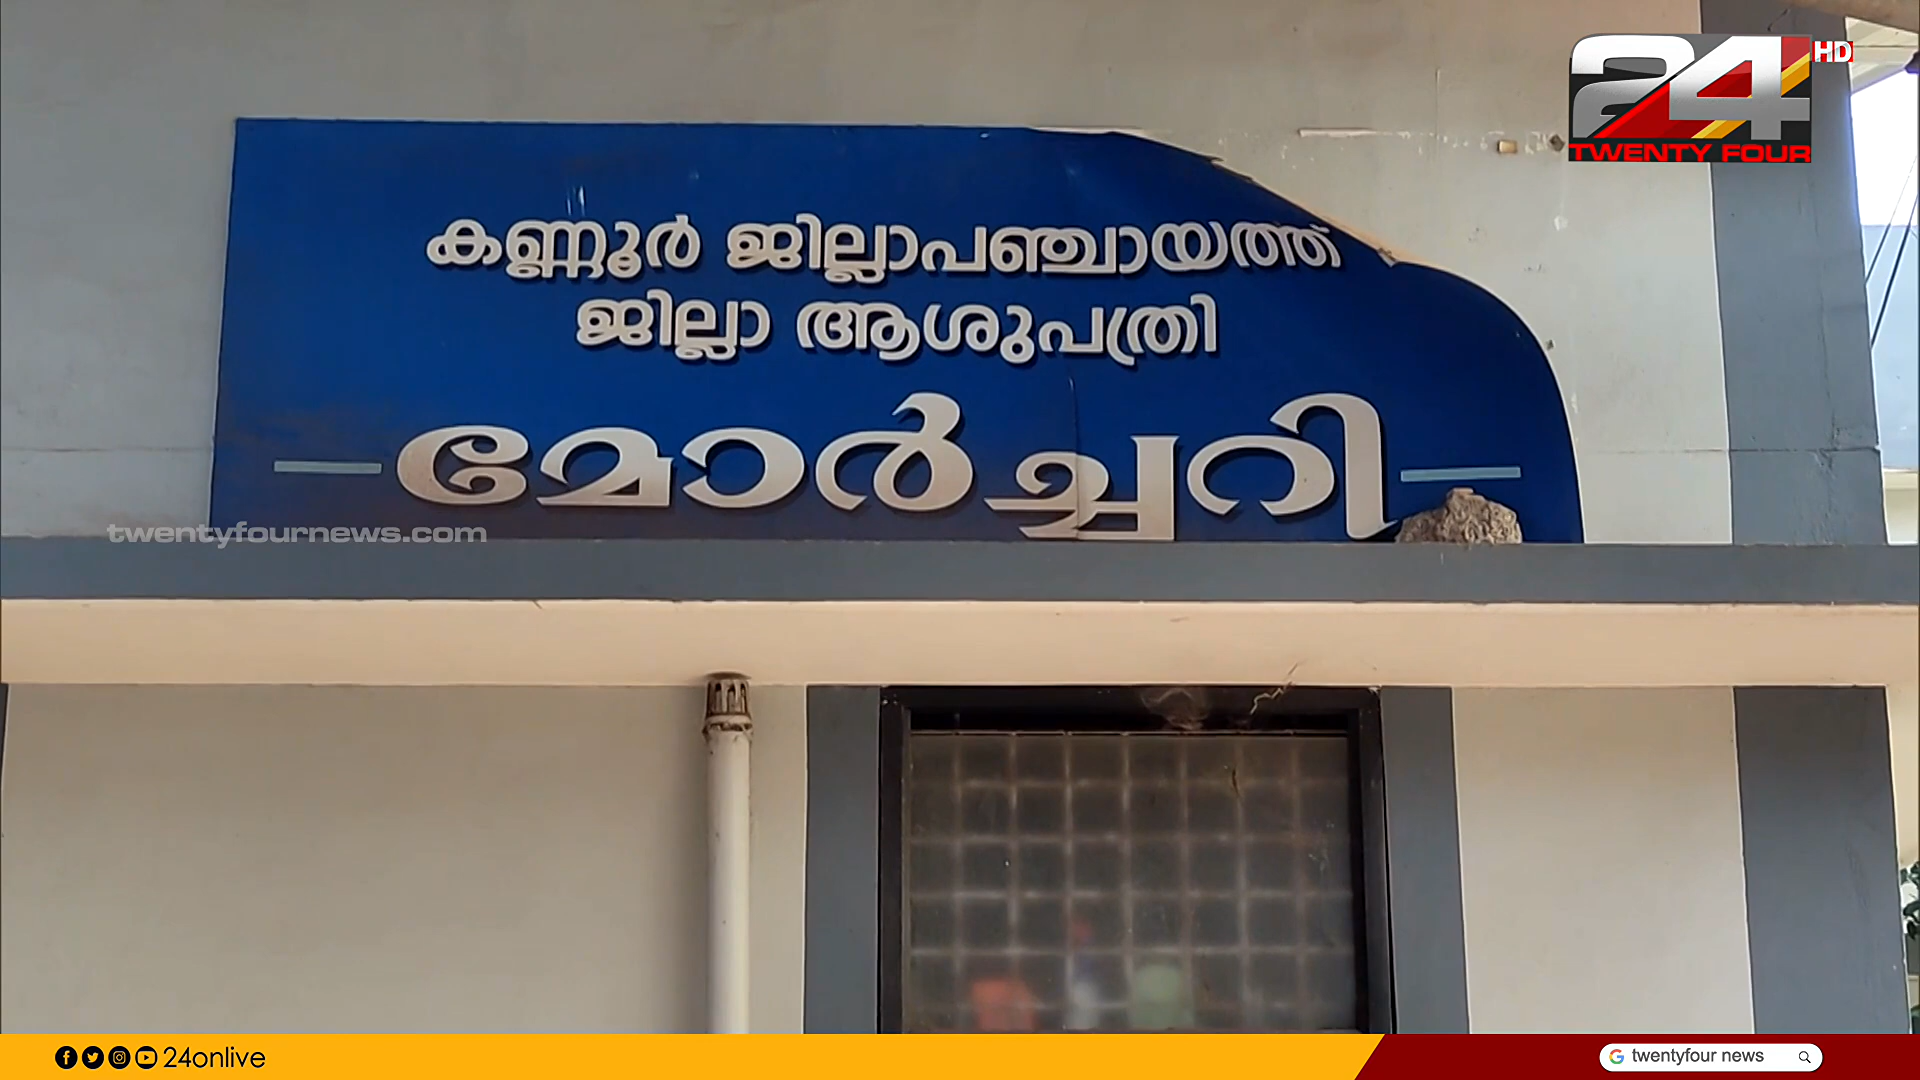 24 HD
TWENTY FOUR
കണ്ണൂർ ജില്ലാപഞ്ചായത്ത്
ജില്ലാ ആശുപത്രി
മോർച്ചറി
twentyfournews.com
24onlive
twentyfour news